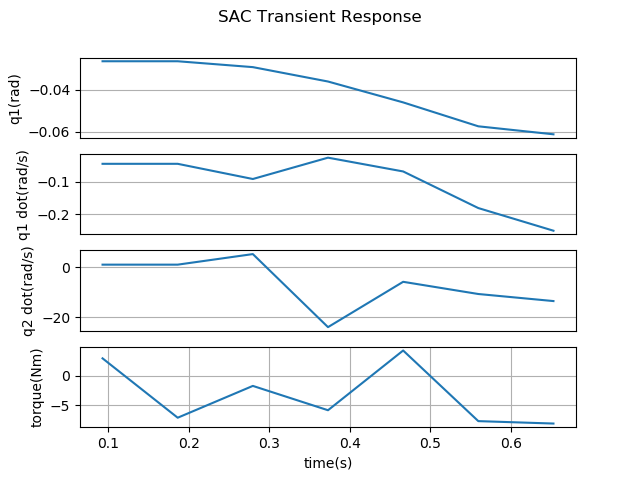 SAC Transient Response
q1(rad)
−0.04
−0.06
q1 dot(rad/s)
−0.1
−0.2
q2 dot(rad/s)
0
−20
torque(Nm)
0
−5
0.1 0.2 0.3 0.4 0.5 0.6
time(s)